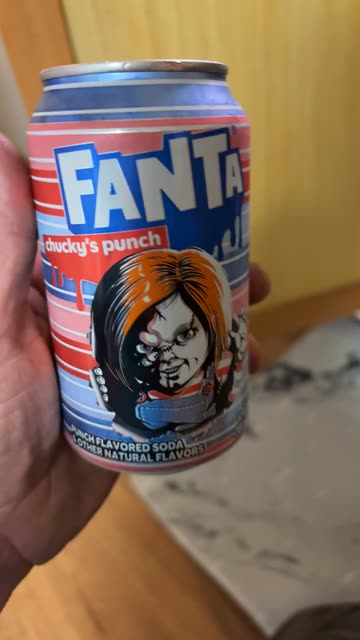 FANTA
chucky's punch
PUNCH FLAVORED SODA
& OTHER NATURAL FLAVORS